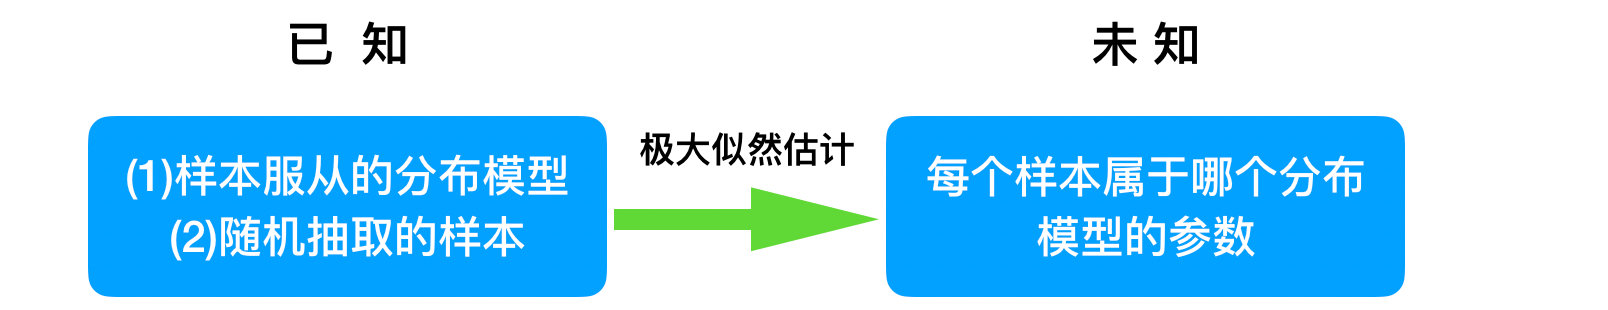 已 知
未 知
极大似然估计
(1)样本服从的分布模型
(2)随机抽取的样本
每个样本属于哪个分布
模型的参数